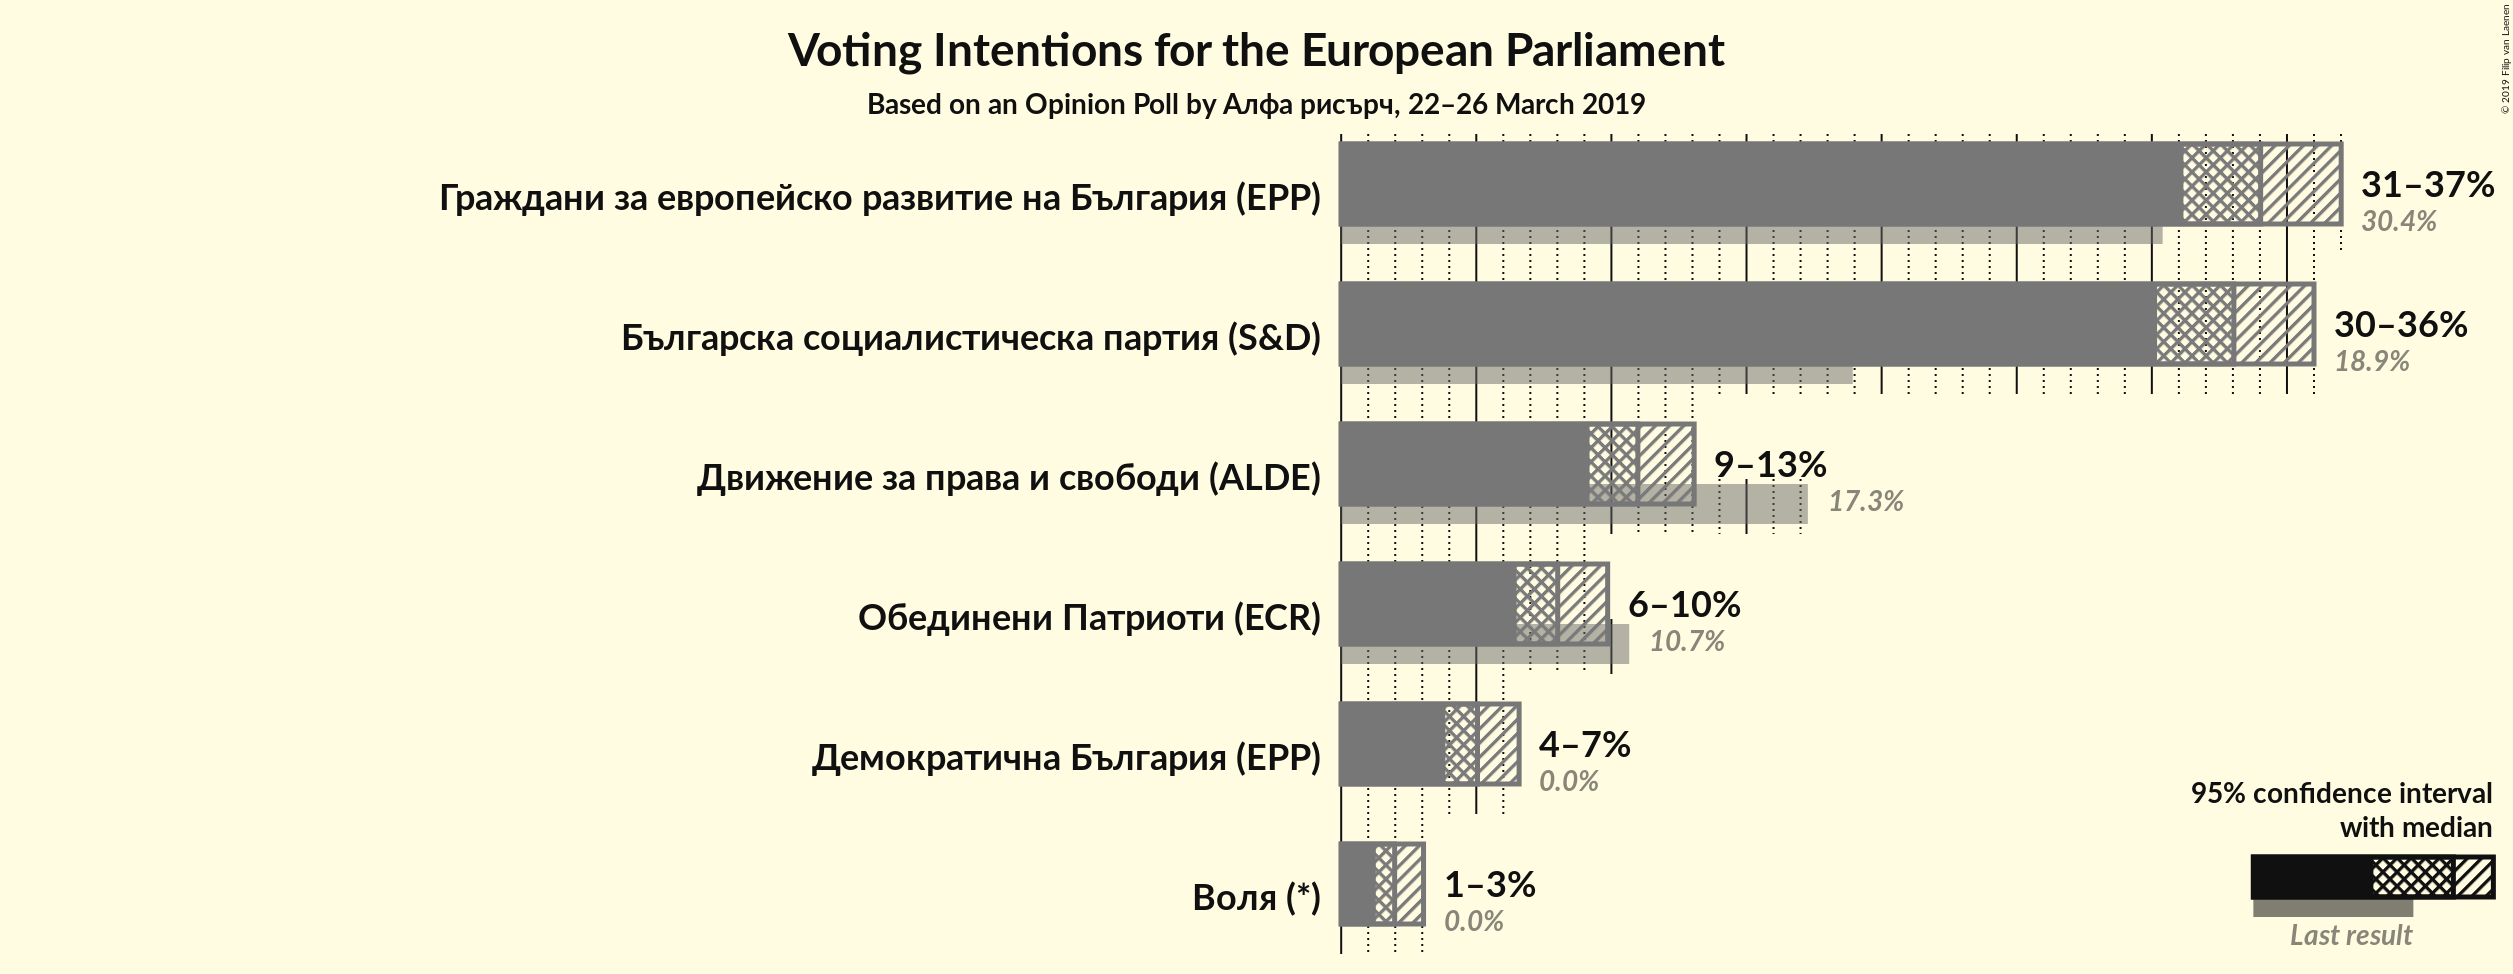 Voting Intentions for the European Parliament
Based on an Opinion Poll by Алфа рисърч, 22–26 March 2019
© 2019 Filip van Laenen
Граждани за европейско развитие на България (EPP)
31–37%
30.4%
Българска социалистическа партия (S&D)
30–36%
18.9%
Движение за права и свободи (ALDE)
9–13%
17.3%
Обединени Патриоти (ECR)
6–10%
10.7%
Демократична България (EPP)
4–7%
0.0%
Воля (*)
1–3%
0.0%
95% confidence interval
with median
Last result